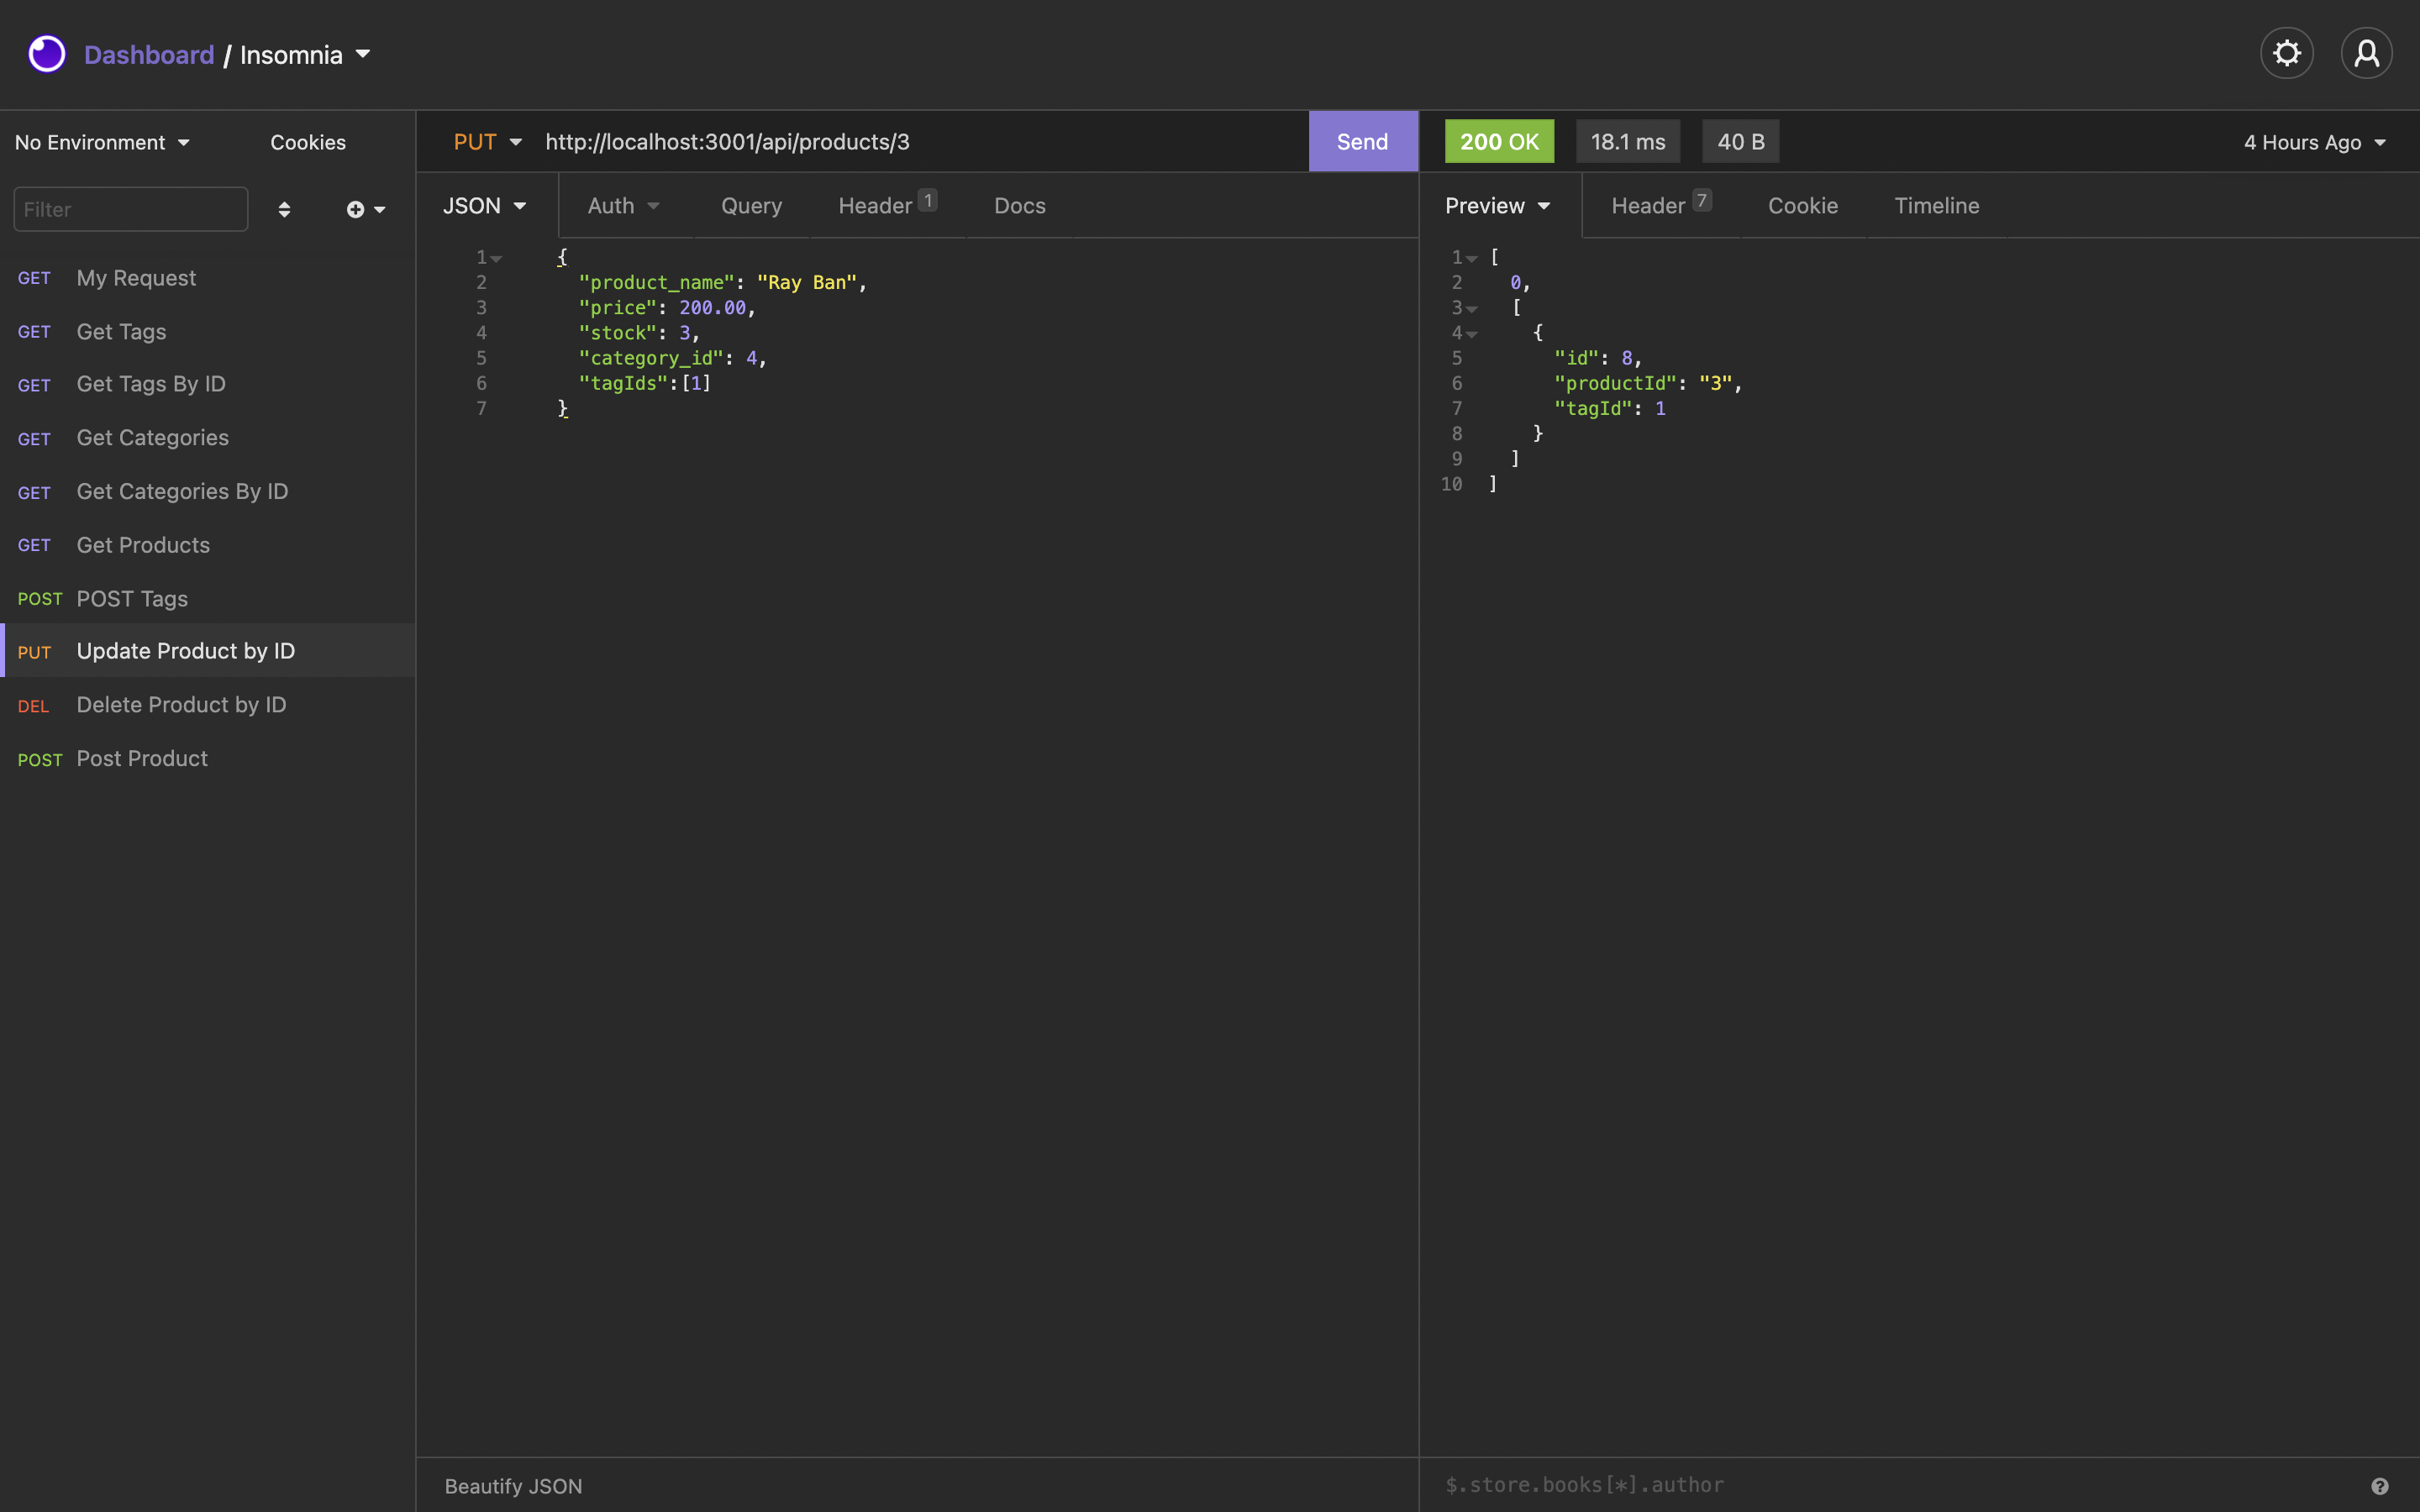 Dashboard / Insomnia
No Environment
Cookies
Filter
GET My Request
GET Get Tags
GET Get Tags By ID
GET Get Categories
GET Get Categories By ID
GET Get Products
POST POST Tags
PUT Update Product by ID
DEL Delete Product by ID
POST Post Product
PUT http://localhost:3001/api/products/3 Send
JSON Auth Query Header 1 Docs
1 {
2 "product_name": "Ray Ban",
3 "price": 200.00,
4 "stock": 3,
5 "category_id": 4,
6 "tagIds":[1]
7 }
Beautify JSON
200 OK 18.1 ms 40 B 4 Hours Ago
Preview Header 7 Cookie Timeline
1 [
2 0,
3 [
4 {
5 "id": 8,
6 "productId": "3",
7 "tagId": 1
8 }
9 ]
10 ]
$.store.books[*].author
?